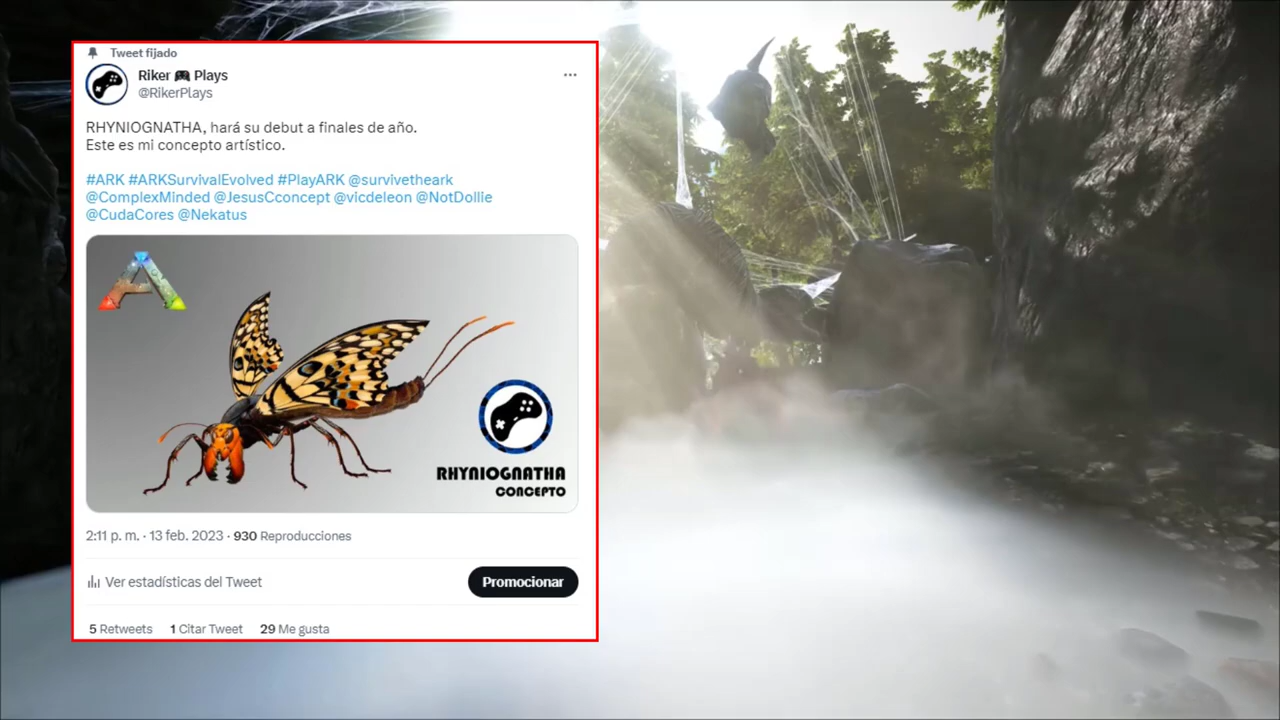 Tweet fijado
Riker 🎮 Plays
@RikerPlays
RHYNIOGNATHA, hará su debut a finales de año.
Este es mi concepto artístico.
#ARK #ARKSurvivalEvolved #PlayARK @survivetheark
@ComplexMinded @JesusCconcept @vicdeleon @NotDollie
@CudaCores @Nekatus
RHYNIOGNATHA
CONCEPTO
2:11 p. m. · 13 feb. 2023 · 930 Reproducciones
Ver estadísticas del Tweet
Promocionar
5 Retweets 1 Citar Tweet 29 Me gusta